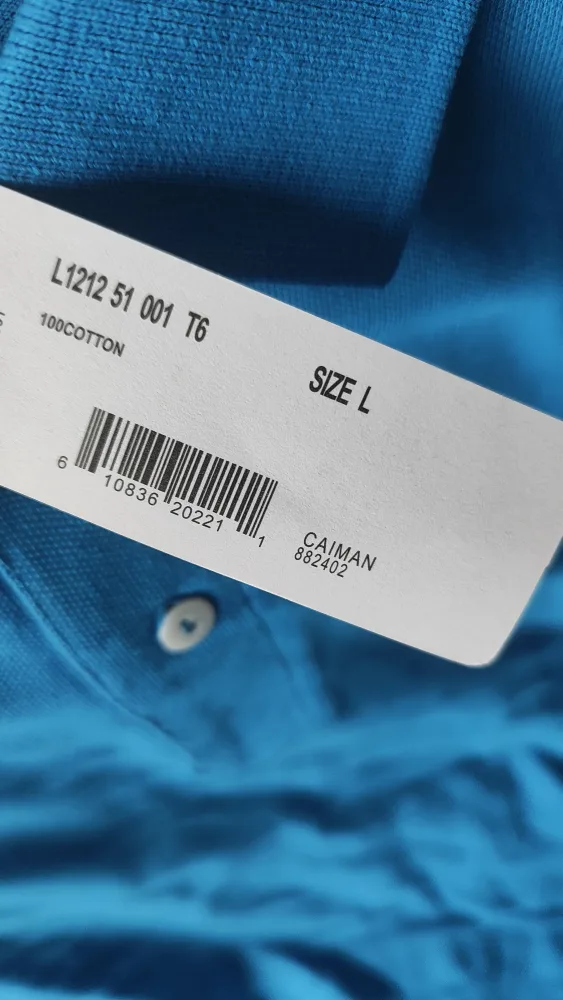 L1212 51 001 T6
100COTTON
SIZE L
6 10836 20221 1
CAIMAN
882402